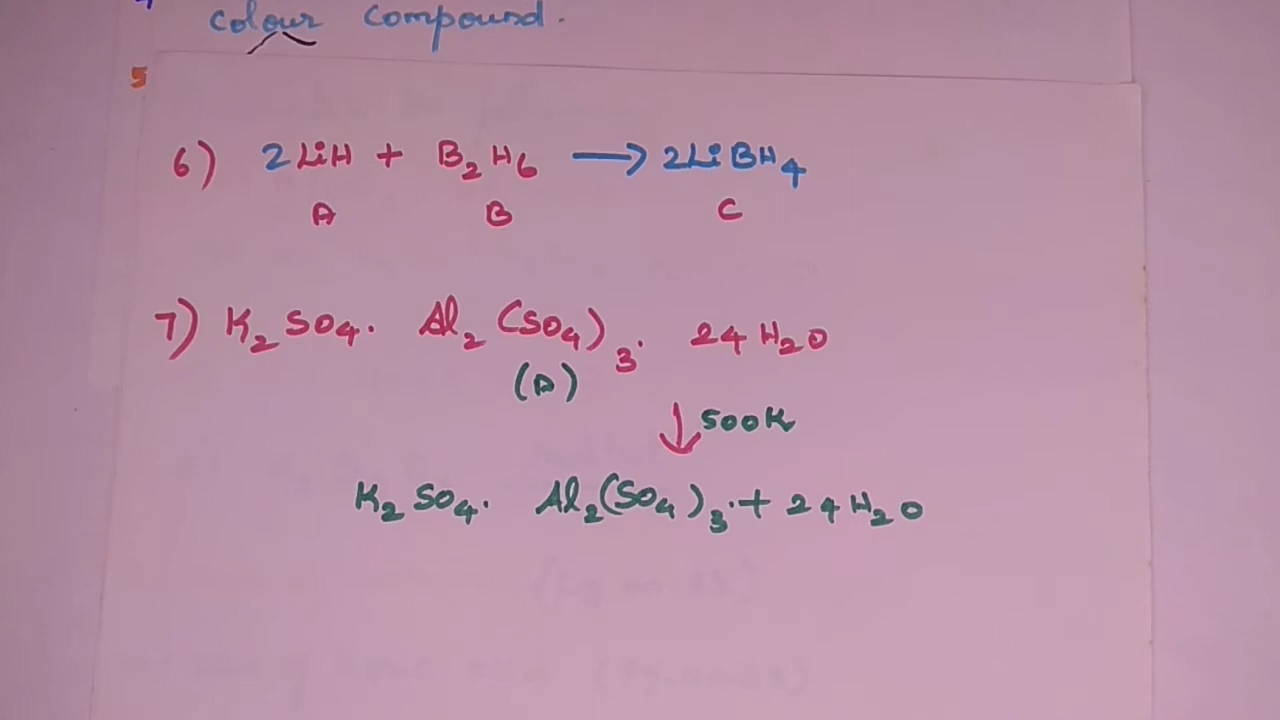 colour compound.
5
6) 2LiH + B₂H₆ → 2LiBH₄
A B C
7) K₂SO₄. Al₂(SO₄)₃. 24H₂O
(A)
↓ 500K
K₂SO₄. Al₂(SO₄)₃.+ 24H₂O